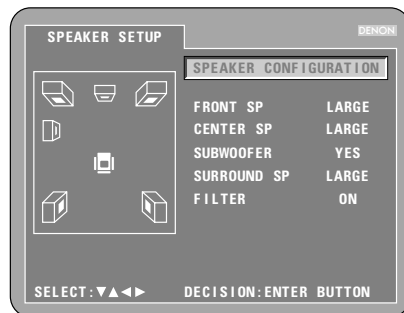 SPEAKER SETUP
DENON
SPEAKER CONFIGURATION
FRONT SP LARGE
CENTER SP LARGE
SUBWOOFER YES
SURROUND SP LARGE
FILTER ON
SELECT:▼▲◀▶ DECISION:ENTER BUTTON